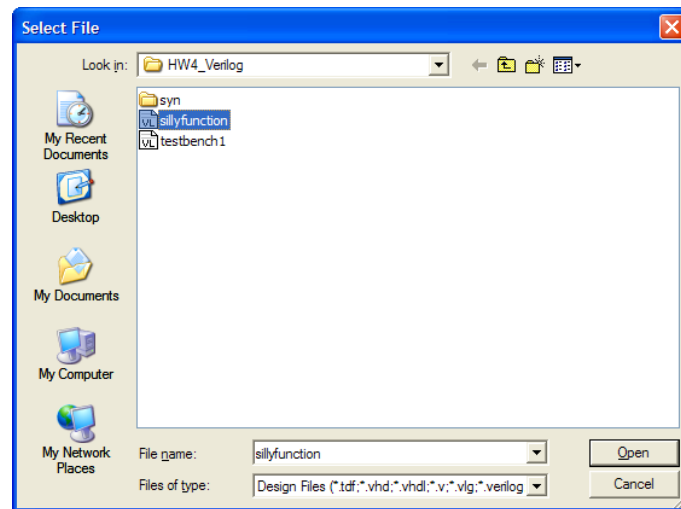 Select File
Look in: HW4_Verilog
syn
sillyfunction
testbench1
My Recent
Documents
Desktop
My Documents
My Computer
My Network
Places
File name: sillyfunction Open
Files of type: Design Files (*.tdf;*.vhd;*.vhdl;*.v;*.vlg;*.verilog Cancel